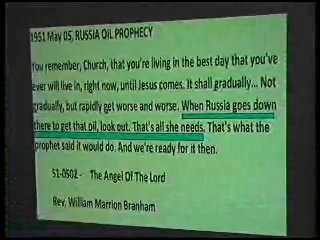 1951 May 05, RUSSIA OIL PROPHECY
You remember, Church, that you're living in the best day that you've
ever will live in, right now, until Jesus comes. It shall gradually... Not
gradually, but rapidly get worse and worse. When Russia goes down
there to get that oil, look out. That's all she needs. That's what the
prophet said it would do. And we're ready for it then.
51-0502 - The Angel Of The Lord
Rev. William Marrion Branham